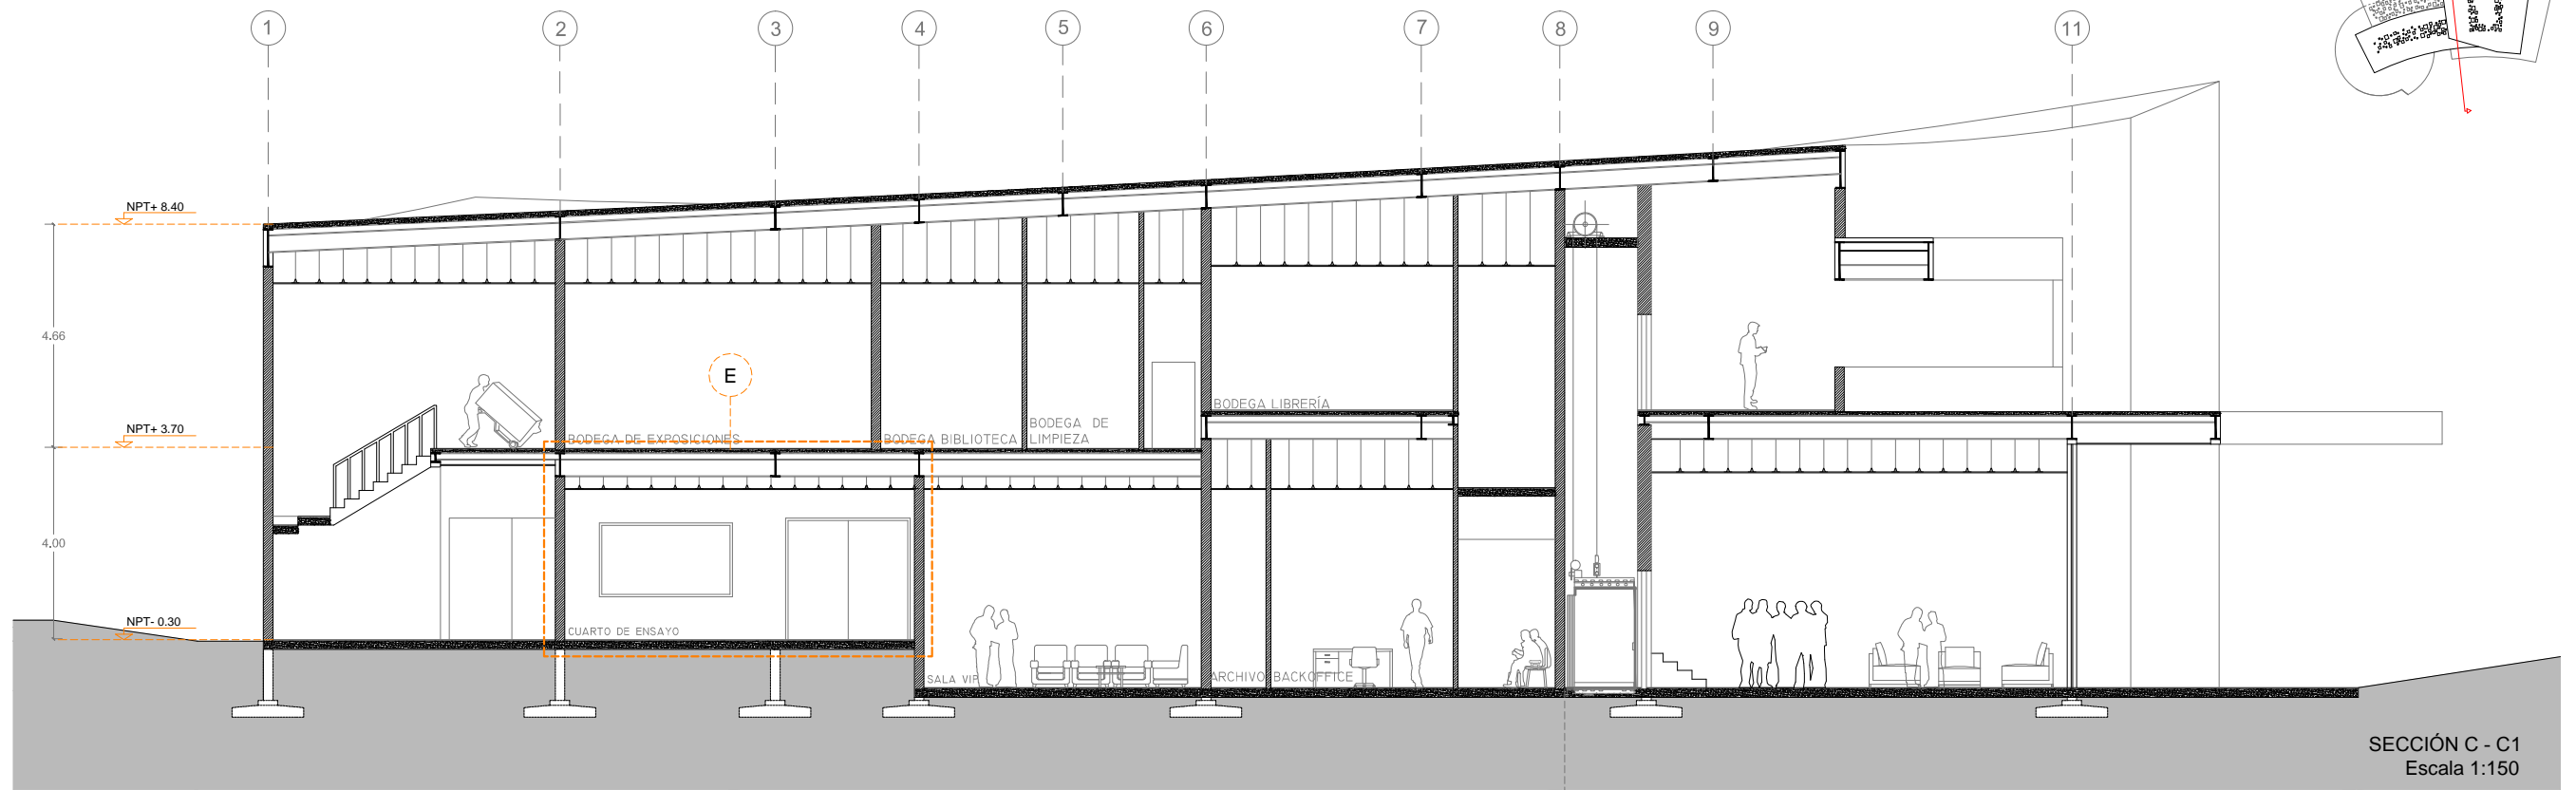 1 2 3 4 5 6 7 8 9 11
NPT+ 8.40
4.66
E
BODEGA LIBRERÍA
BODEGA DE
LIMPIEZA
NPT+ 3.70
BODEGA DE EXPOSICIONES
BODEGA BIBLIOTECA
4.00
NPT- 0.30
CUARTO DE ENSAYO
SALA VIP
ARCHIVO
BACKOFFICE
SECCIÓN C - C1
Escala 1:150